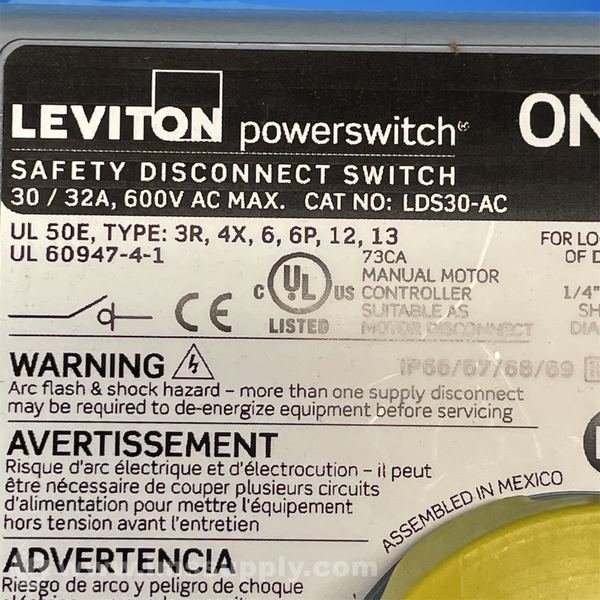 LEVITON powerswitch® ON
SAFETY DISCONNECT SWITCH
30 / 32A, 600V AC MAX. CAT NO: LDS30-AC
UL 50E, TYPE: 3R, 4X, 6, 6P, 12, 13
UL 60947-4-1
FOR LO
OF D
1/4"
SH
DIA
73CA
MANUAL MOTOR
CONTROLLER
SUITABLE AS
MOTOR DISCONNECT
CE
C UL US
LISTED
IP66/67/68/69
WARNING
Arc flash & shock hazard – more than one supply disconnect
may be required to de-energize equipment before servicing
AVERTISSEMENT
Risque d'arc électrique et d'électrocution – il peut
être nécessaire de couper plusieurs circuits
d'alimentation pour mettre l'équipement
hors tension avant l'entretien
ASSEMBLED IN MEXICO
ADVERTENCIA
Riesgo de arco y peligro de choque